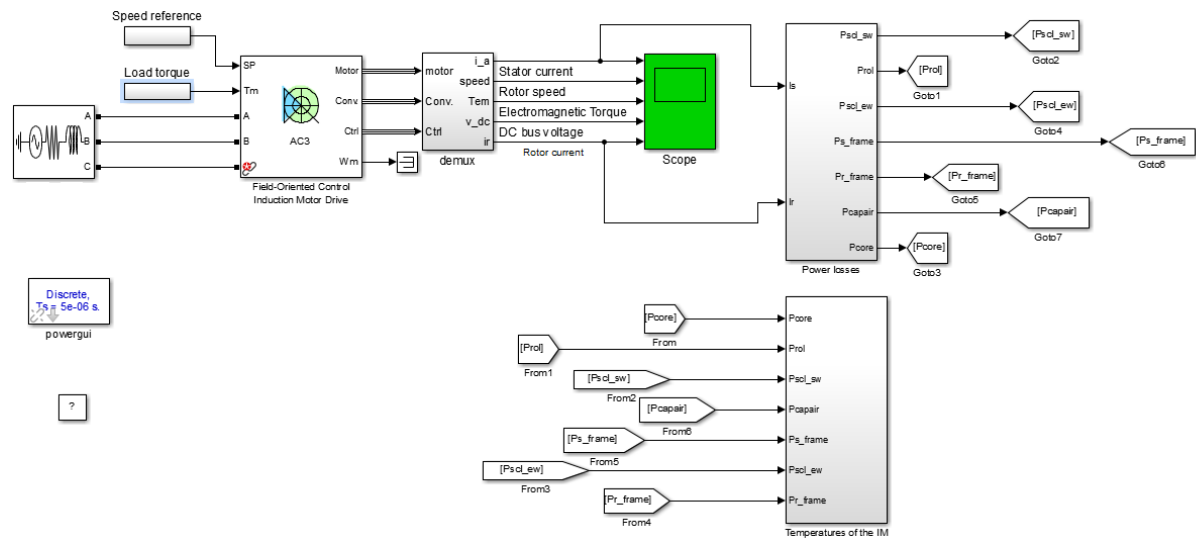 Speed reference
Load torque
A
B
C
SP
Tm
A
B
C
Motor
Conv.
Ctrl
Wm
AC3
Field-Oriented Control
Induction Motor Drive
motor
Conv.
Ctrl
i_a
speed
Tem
v_dc
ir
demux
Stator current
Rotor speed
Electromagnetic Torque
DC bus voltage
Rotor current
Scope
Is
Ir
Pscl_sw
Prol
Pscl_ew
Ps_frame
Pr_frame
Pcapair
Pcore
Power losses
[Pscl_sw]
Goto2
[Prol]
Goto1
[Pscl_ew]
Goto4
[Ps_frame]
Goto6
[Pr_frame]
Goto5
[Pcapair]
Goto7
[Pcore]
Goto3
Discrete,
Ts = 5e-06 s.
powergui
?
[Pcore]
From
[Prol]
From1
[Pscl_sw]
From2
[Pcapair]
From6
[Ps_frame]
From5
[Pscl_ew]
From3
[Pr_frame]
From4
Pcore
Prol
Pscl_sw
Pcapair
Ps_frame
Pscl_ew
Pr_frame
Temperatures of the IM